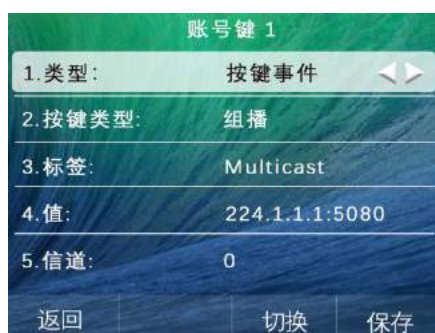 账号键 1
1.类型: 按键事件
2.按键类型: 组播
3.标签: Multicast
4.值: 224.1.1.1:5080
5.信道: 0
返回 切换 保存